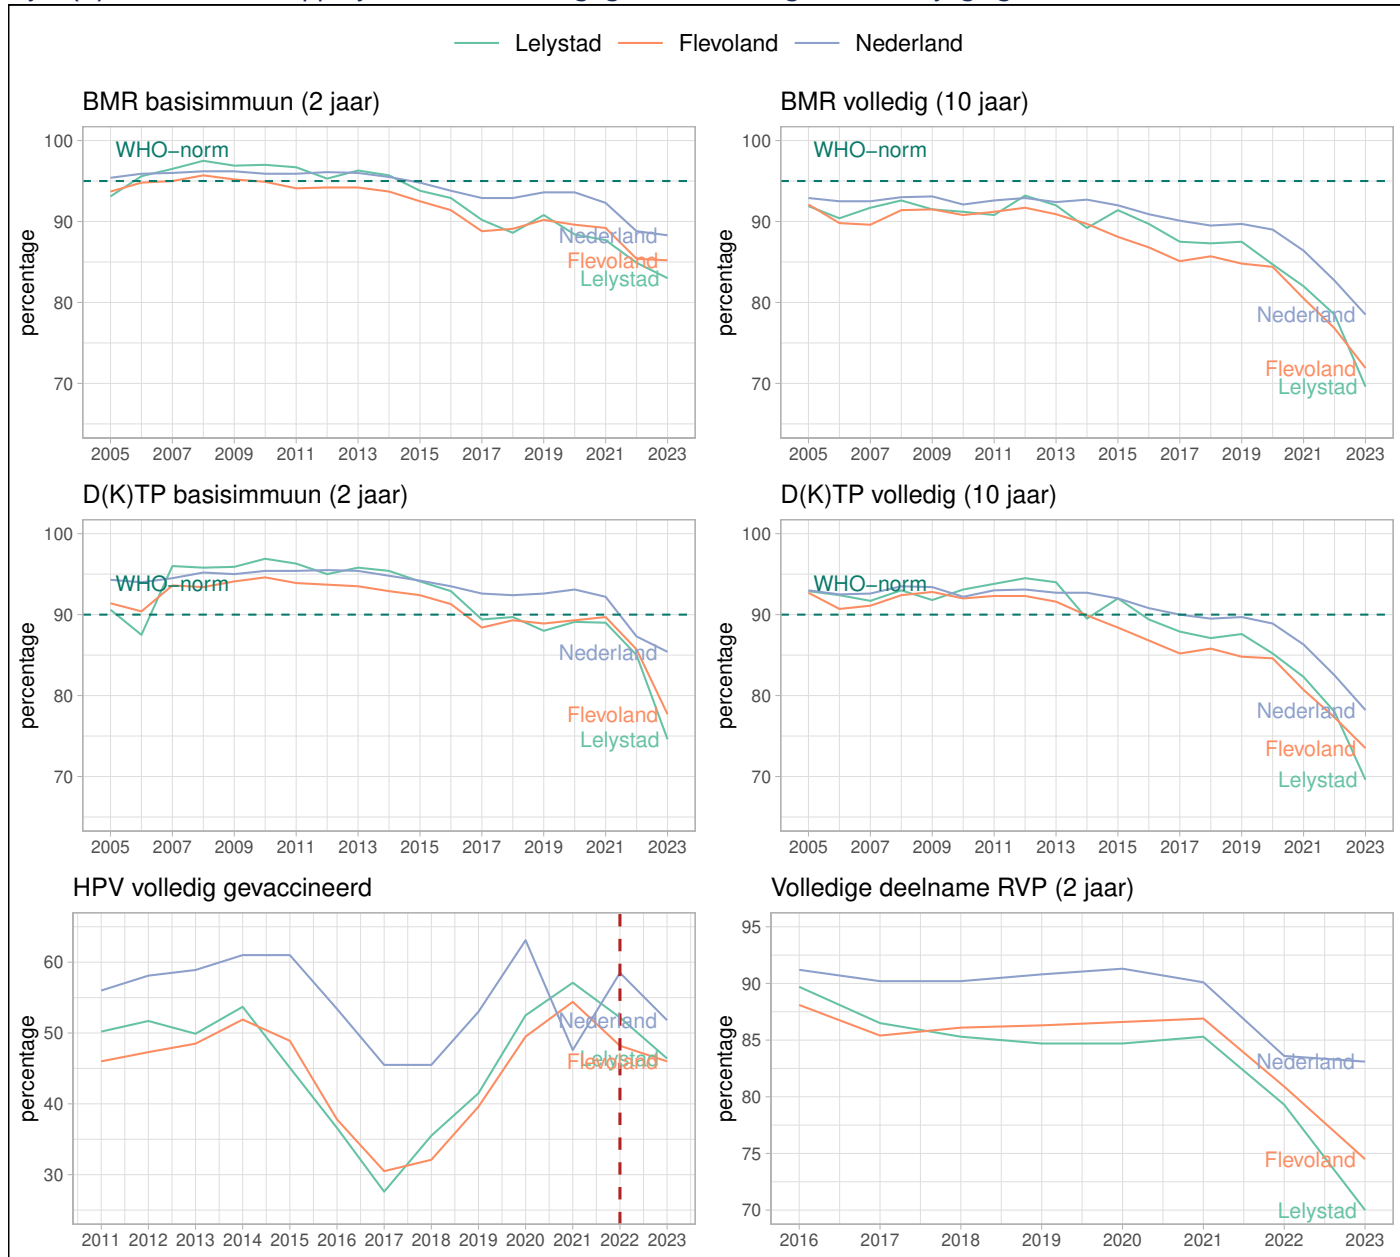 Lelystad Flevoland Nederland
BMR basisimmuun (2 jaar)
percentage
100
90
80
70
WHO–norm
Nederland
Flevoland
Lelystad
2005 2007 2009 2011 2013 2015 2017 2019 2021 2023
BMR volledig (10 jaar)
percentage
100
90
80
70
WHO–norm
Nederland
Flevoland
Lelystad
2005 2007 2009 2011 2013 2015 2017 2019 2021 2023
D(K)TP basisimmuun (2 jaar)
percentage
100
90
80
70
WHO–norm
Nederland
Flevoland
Lelystad
2005 2007 2009 2011 2013 2015 2017 2019 2021 2023
D(K)TP volledig (10 jaar)
percentage
100
90
80
70
WHO–norm
Nederland
Flevoland
Lelystad
2005 2007 2009 2011 2013 2015 2017 2019 2021 2023
HPV volledig gevaccineerd
percentage
60
50
40
30
Nederland
Lelystad
Flevoland
2011 2012 2013 2014 2015 2016 2017 2018 2019 2020 2021 2022 2023
Volledige deelname RVP (2 jaar)
percentage
95
90
85
80
75
70
Nederland
Flevoland
Lelystad
2016 2017 2018 2019 2020 2021 2022 2023